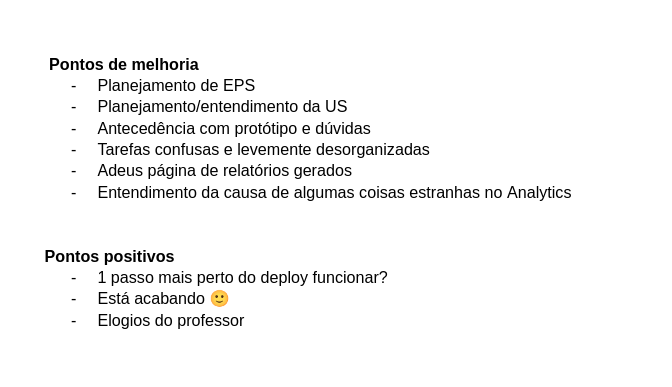 Pontos de melhoria
- Planejamento de EPS
- Planejamento/entendimento da US
- Antecedência com protótipo e dúvidas
- Tarefas confusas e levemente desorganizadas
- Adeus página de relatórios gerados
- Entendimento da causa de algumas coisas estranhas no Analytics
Pontos positivos
- 1 passo mais perto do deploy funcionar?
- Está acabando 🙂
- Elogios do professor